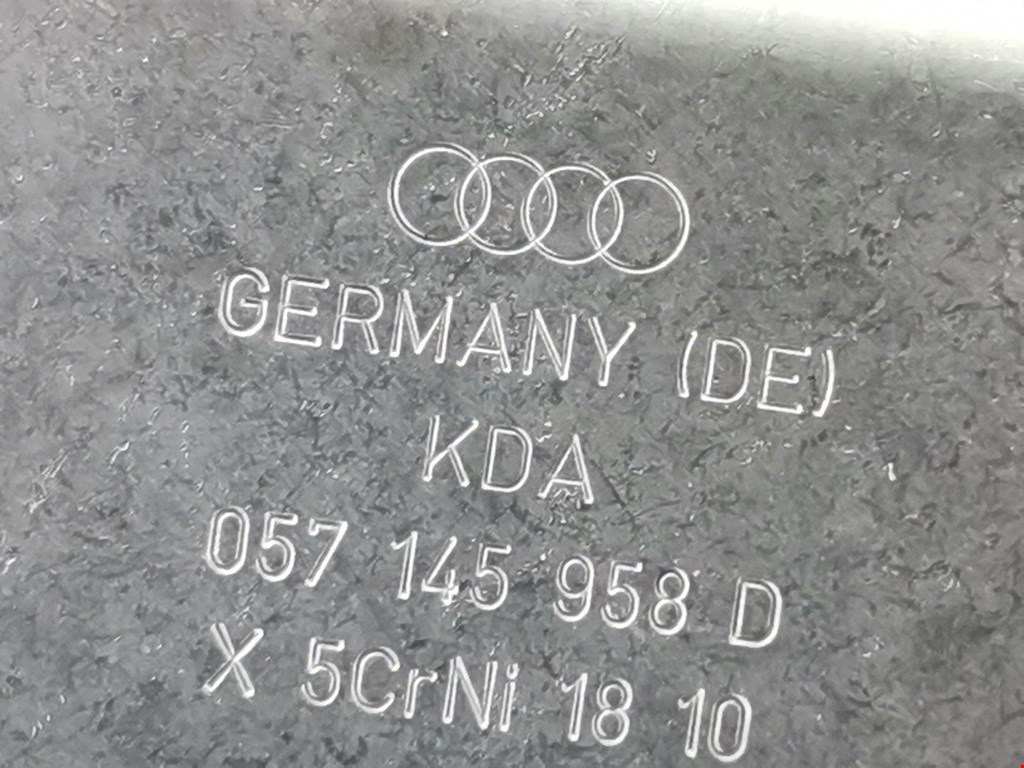 GERMANY (DE)
KDA
057 145 958 D
X 5CrNi 18 10